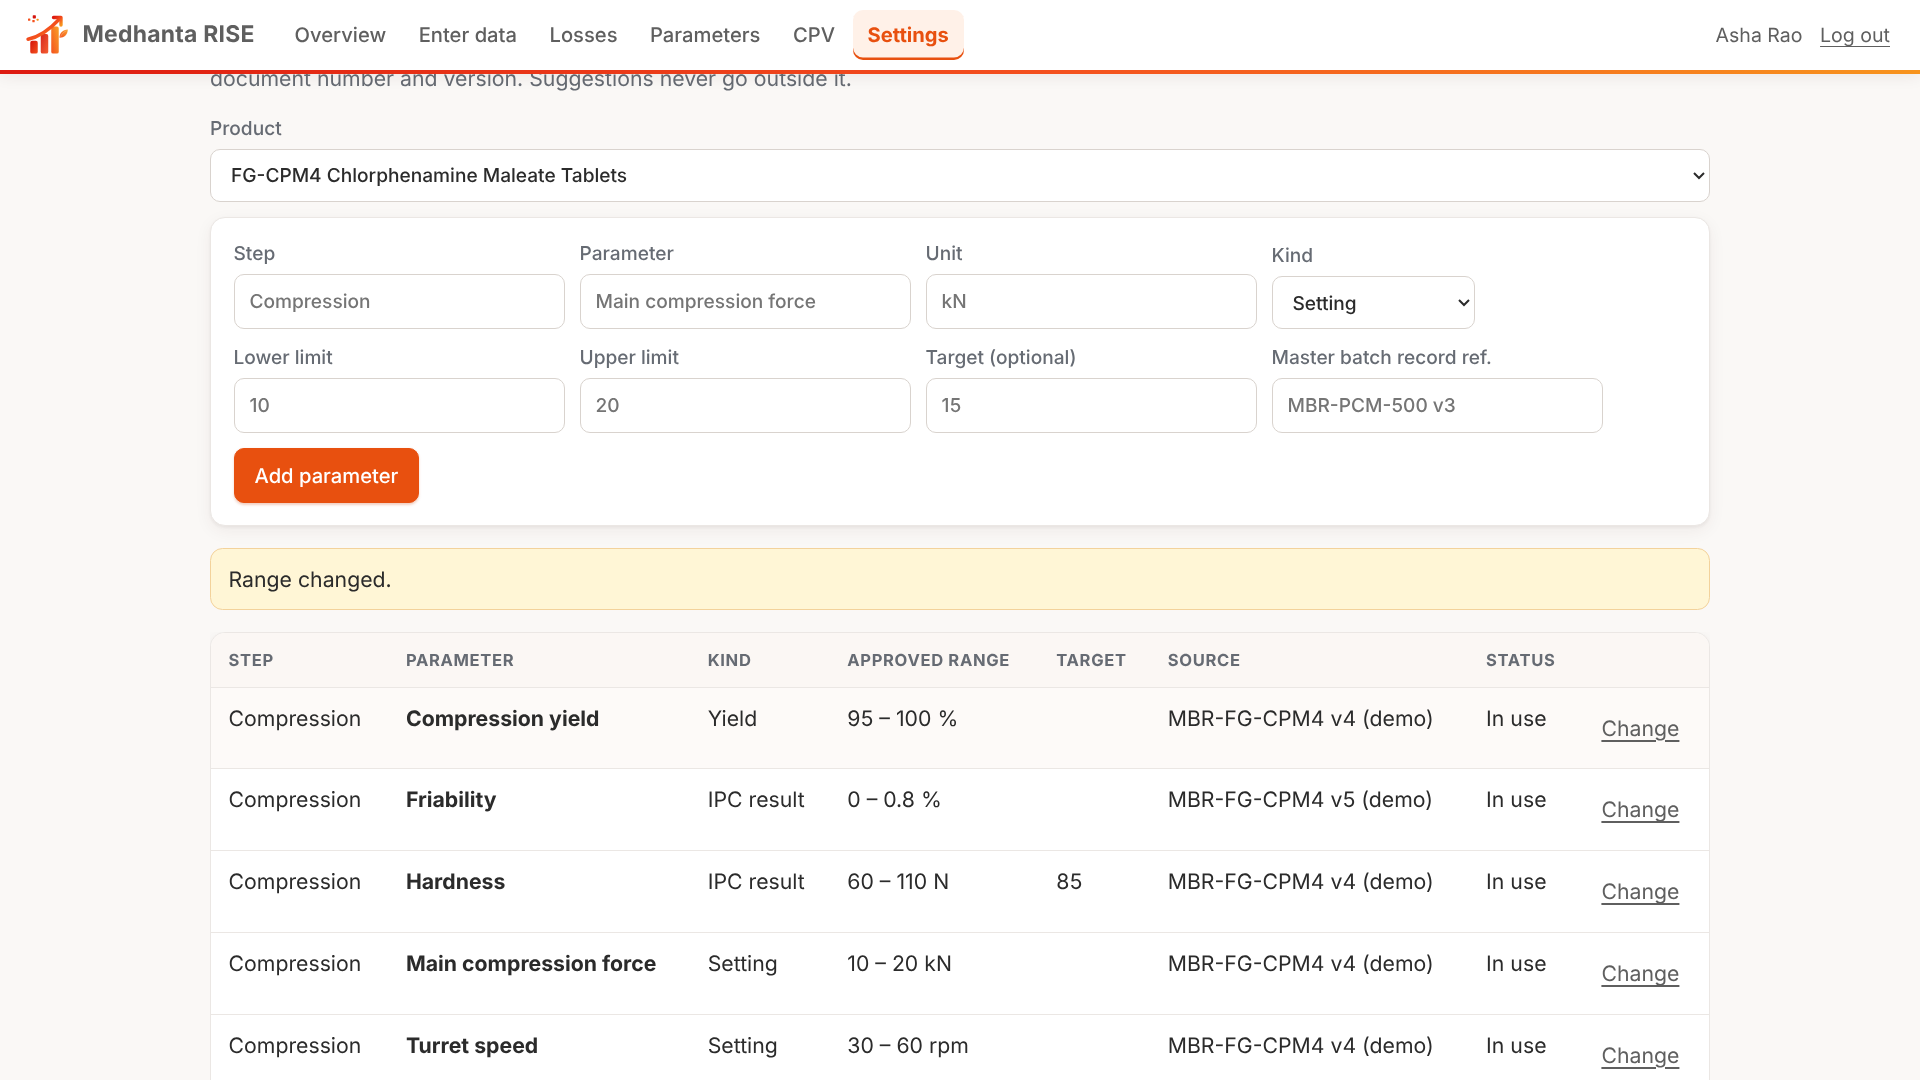 Medhanta RISE Overview Enter data Losses Parameters CPV Settings Asha Rao Log out
document number and version. Suggestions never go outside it.
Product
FG-CPM4 Chlorphenamine Maleate Tablets
Step Parameter Unit Kind
Compression Main compression force kN Setting
Lower limit Upper limit Target (optional) Master batch record ref.
10 20 15 MBR-PCM-500 v3
Add parameter
Range changed.
STEP PARAMETER KIND APPROVED RANGE TARGET SOURCE STATUS
Compression Compression yield Yield 95 – 100 % MBR-FG-CPM4 v4 (demo) In use Change
Compression Friability IPC result 0 – 0.8 % MBR-FG-CPM4 v5 (demo) In use Change
Compression Hardness IPC result 60 – 110 N 85 MBR-FG-CPM4 v4 (demo) In use Change
Compression Main compression force Setting 10 – 20 kN MBR-FG-CPM4 v4 (demo) In use Change
Compression Turret speed Setting 30 – 60 rpm MBR-FG-CPM4 v4 (demo) In use Change